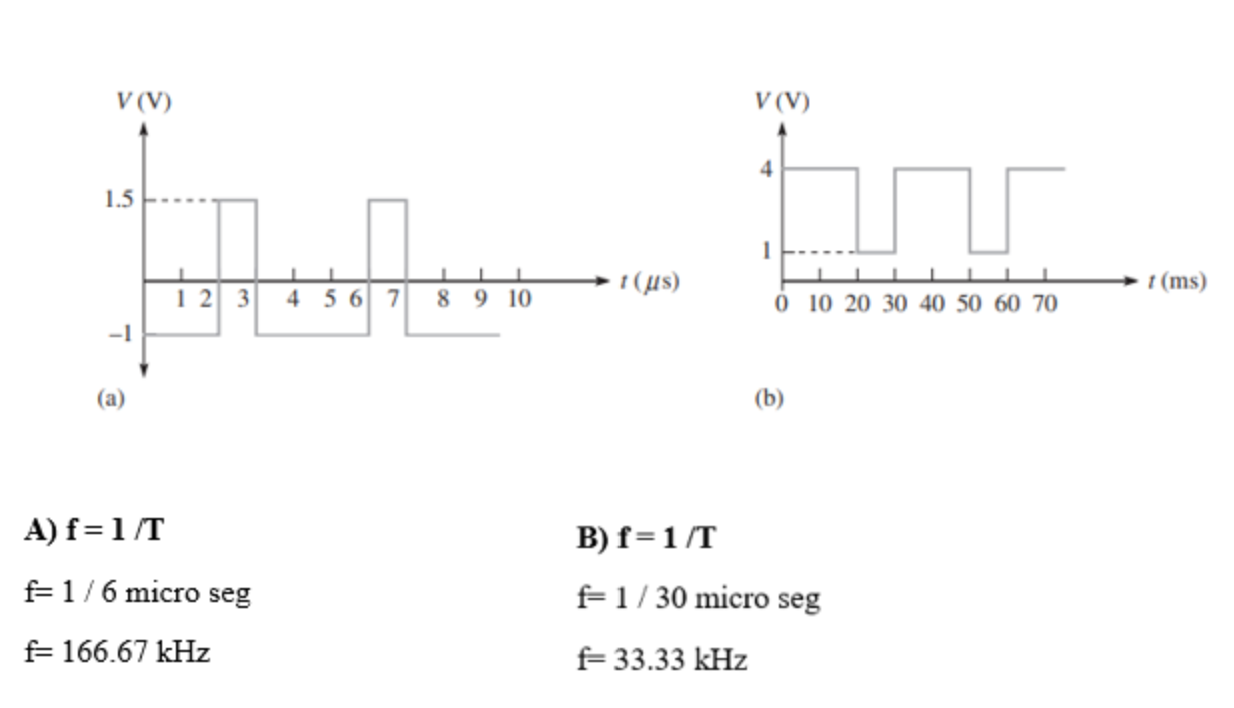 V (V)
1.5
1 2 3 4 5 6 7 8 9 10
t (μs)
–1
(a)
V (V)
4
1
0 10 20 30 40 50 60 70
t (ms)
(b)
A) f = 1 /T
f= 1 / 6 micro seg
f= 166.67 kHz
B) f = 1 /T
f= 1 / 30 micro seg
f= 33.33 kHz